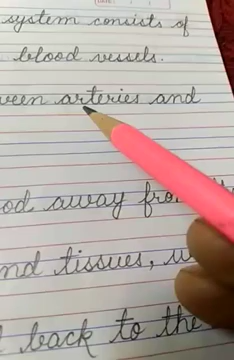 system consists of
blood vessels.
ween arteries and
od away from
nd tissues,
back to the